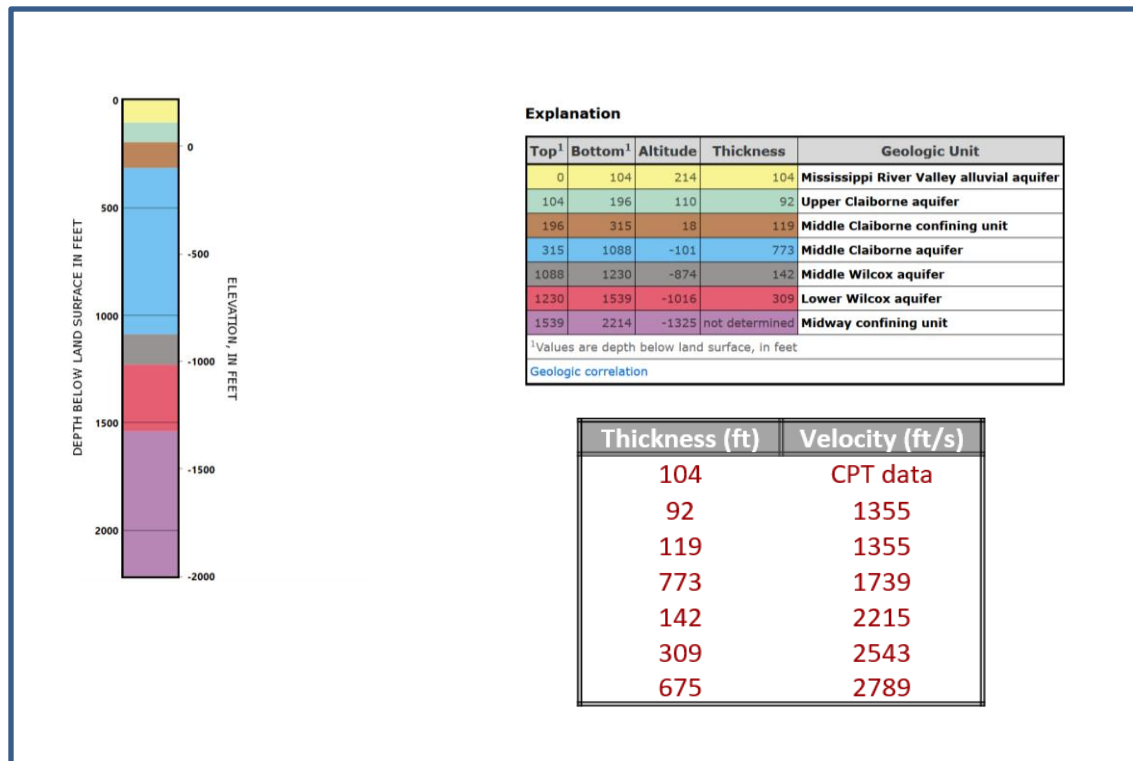 0
500
1000
1500
2000
DEPTH BELOW LAND SURFACE IN FEET
0
-500
-1000
-1500
-2000
ELEVATION, IN FEET
Explanation
Top¹ Bottom¹ Altitude Thickness Geologic Unit
0 104 214 104 Mississippi River Valley alluvial aquifer
104 196 110 92 Upper Claiborne aquifer
196 315 18 119 Middle Claiborne confining unit
315 1088 -101 773 Middle Claiborne aquifer
1088 1230 -874 142 Middle Wilcox aquifer
1230 1539 -1016 309 Lower Wilcox aquifer
1539 2214 -1325 not determined Midway confining unit
¹Values are depth below land surface, in feet
Geologic correlation
Thickness (ft) Velocity (ft/s)
104 CPT data
92 1355
119 1355
773 1739
142 2215
309 2543
675 2789